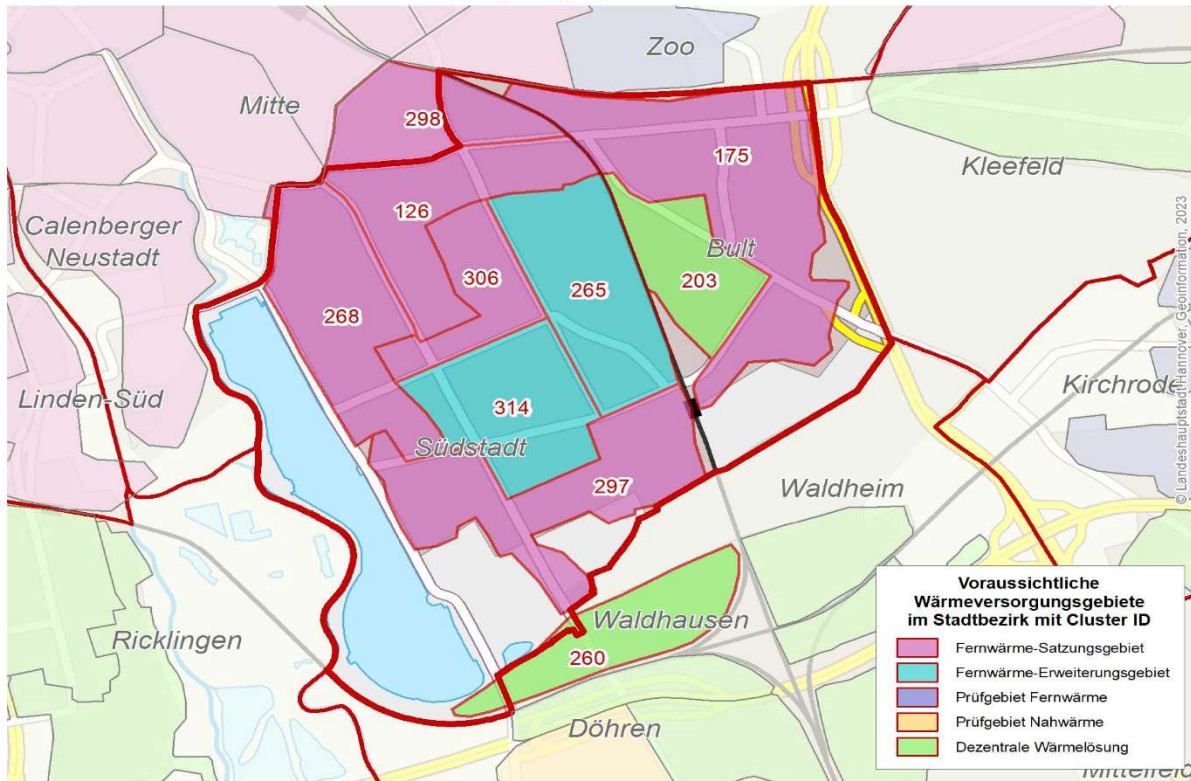 Zoo
Mitte
298
175
Kleefeld
126
Calenberger
Neustadt
Bult
306
265
203
268
Linden-Süd
314
Kirchrode
Südstadt
297
Waldheim
Waldhausen
Ricklingen
260
Döhren
Mittelfeld
© Landeshauptstadt Hannover, Geoinformation, 2023
Voraussichtliche
Wärmeversorgungsgebiete
im Stadtbezirk mit Cluster ID
Fernwärme-Satzungsgebiet
Fernwärme-Erweiterungsgebiet
Prüfgebiet Fernwärme
Prüfgebiet Nahwärme
Dezentrale Wärmelösung